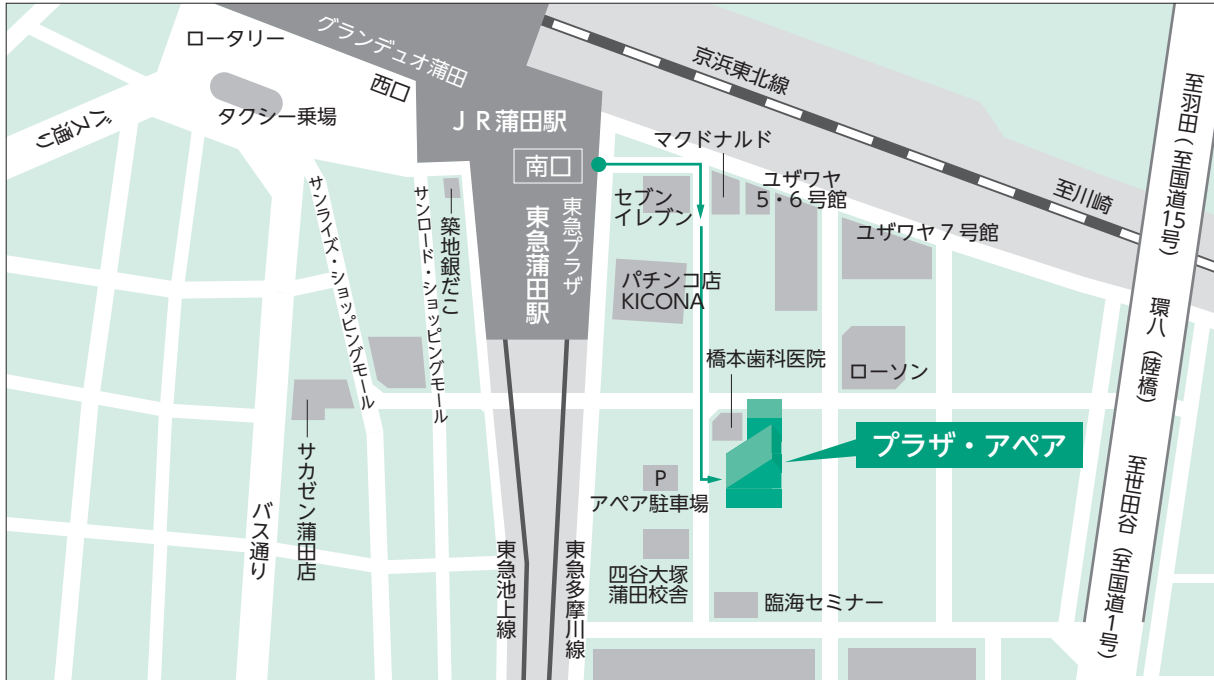 ロータリー
グランデュオ蒲田
西口
タクシー乗場
バス通り
JR蒲田駅
南口
東急プラザ
東急蒲田駅
京浜東北線
至川崎
マクドナルド
セブン
イレブン
ユザワヤ
5・6号館
ユザワヤ7号館
パチンコ店
KICONA
サンライズ・ショッピングモール
サンロード・ショッピングモール
築地銀だこ
橋本歯科医院
ローソン
プラザ・アペア
P
アペア駐車場
サカゼン蒲田店
バス通り
東急池上線
東急多摩川線
四谷大塚
蒲田校舎
臨海セミナー
至羽田(至国道15号)
環八(陸橋)
至世田谷(至国道1号)